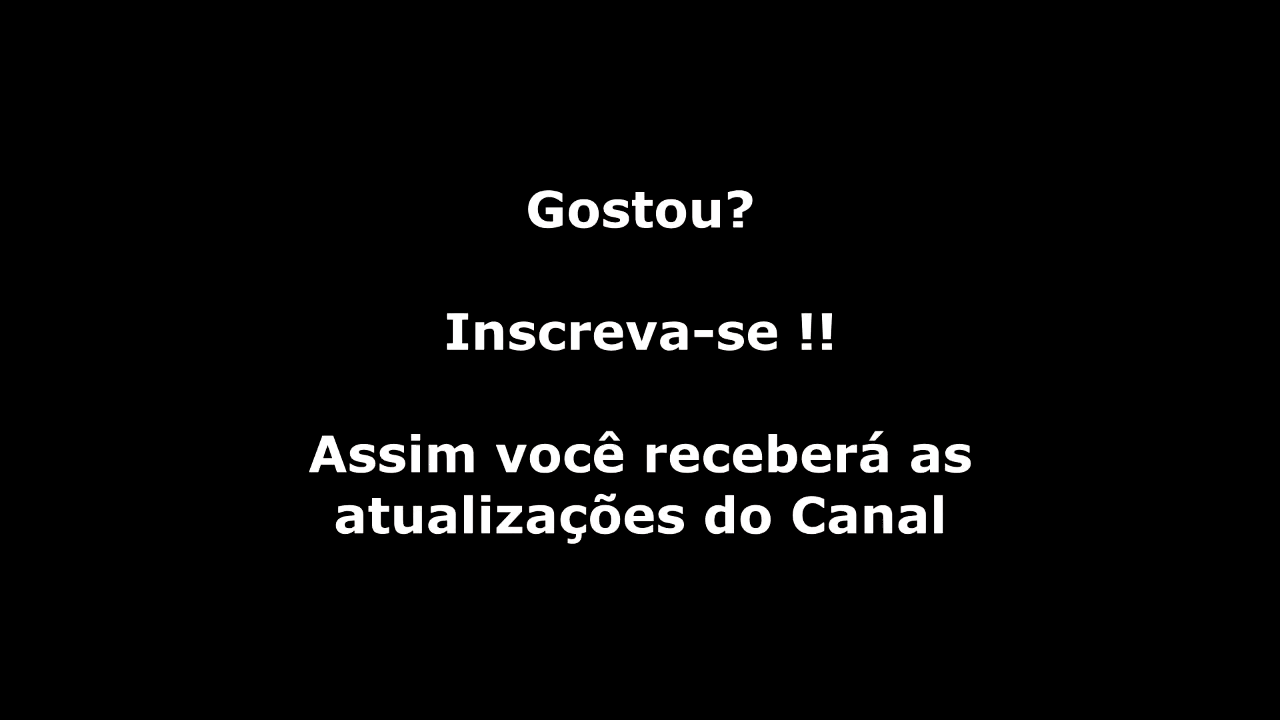 Gostou?
Inscreva-se !!
Assim você receberá as
atualizações do Canal